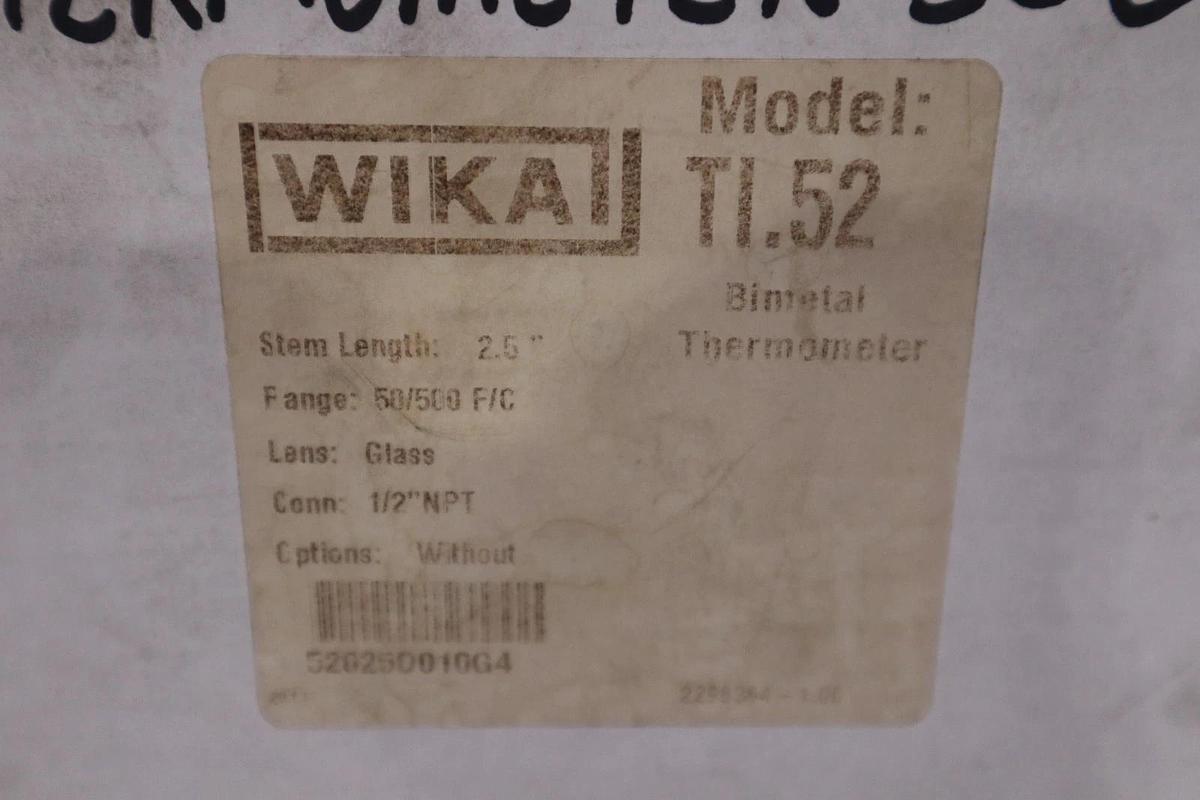 THERMOMETER
WIKA
Model:
TI.52
Bimetal
Thermometer
Stem Length: 2.5 "
Range: 50/500 F/C
Lens: Glass
Conn: 1/2"NPT
Options: Without
52025D010G4